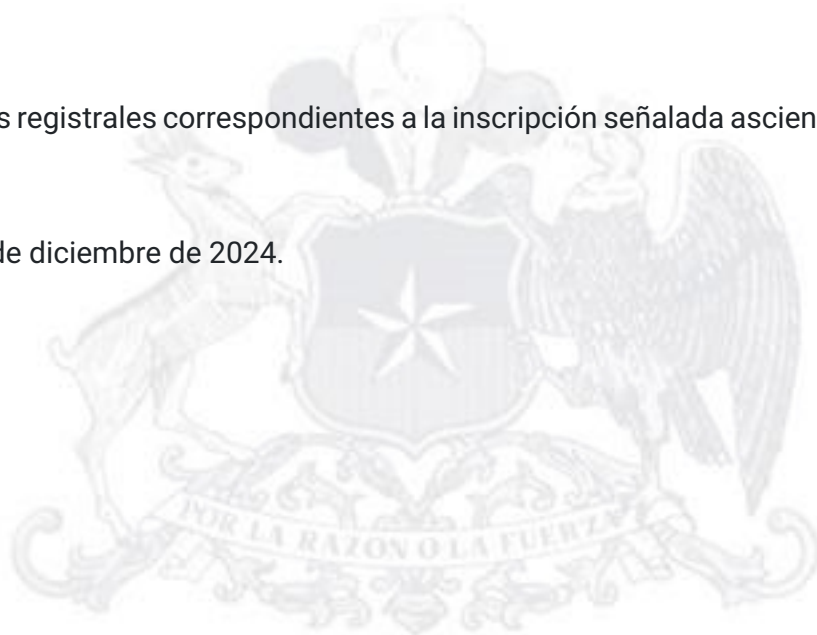 s registrales correspondientes a la inscripción señalada ascien
de diciembre de 2024.
POR LA RAZON O LA FUERZA